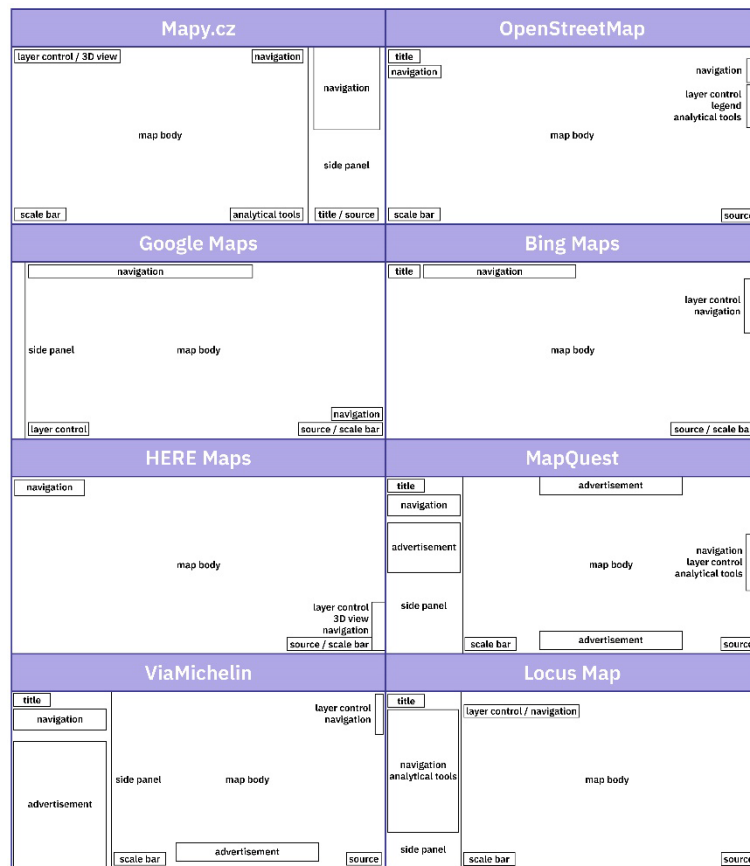 Mapy.cz
layer control / 3D view
navigation
navigation
map body
side panel
scale bar
analytical tools
title / source
OpenStreetMap
title
navigation
navigation
layer control
legend
analytical tools
map body
scale bar
source
Google Maps
navigation
side panel
map body
navigation
layer control
source / scale bar
Bing Maps
title
navigation
layer control
navigation
map body
source / scale bar
HERE Maps
navigation
map body
layer control
3D view
navigation
source / scale bar
MapQuest
title
advertisement
navigation
advertisement
navigation
layer control
analytical tools
map body
side panel
scale bar
advertisement
source
ViaMichelin
title
navigation
layer control
navigation
side panel
map body
advertisement
scale bar
advertisement
source
Locus Map
title
layer control / navigation
navigation
analytical tools
map body
side panel
scale bar
source